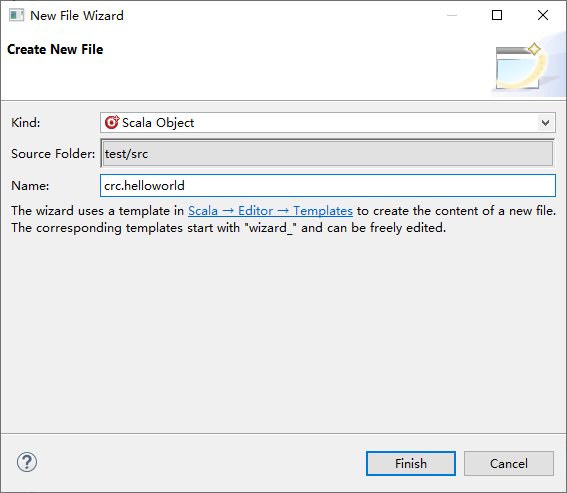 New File Wizard
Create New File
Kind: Scala Object
Source Folder: test/src
Name: crc.helloworld
The wizard uses a template in Scala → Editor → Templates to create the content of a new file.
The corresponding templates start with "wizard_" and can be freely edited.
?
Finish Cancel